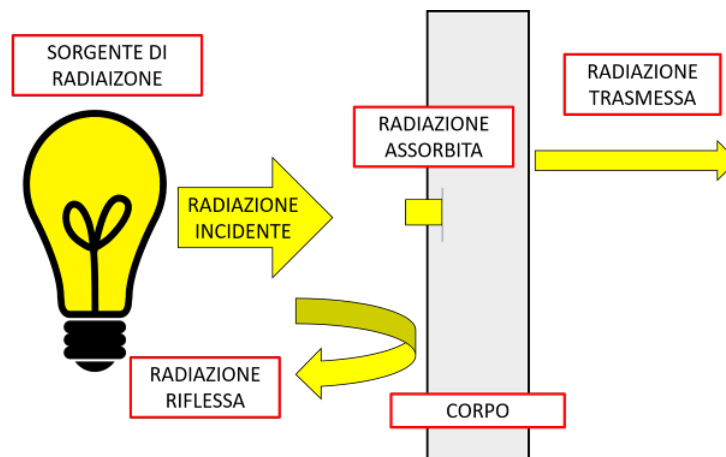 SORGENTE DI
RADIAIZONE
RADIAZIONE
INCIDENTE
RADIAZIONE
ASSORBITA
RADIAZIONE
TRASMESSA
RADIAZIONE
RIFLESSA
CORPO